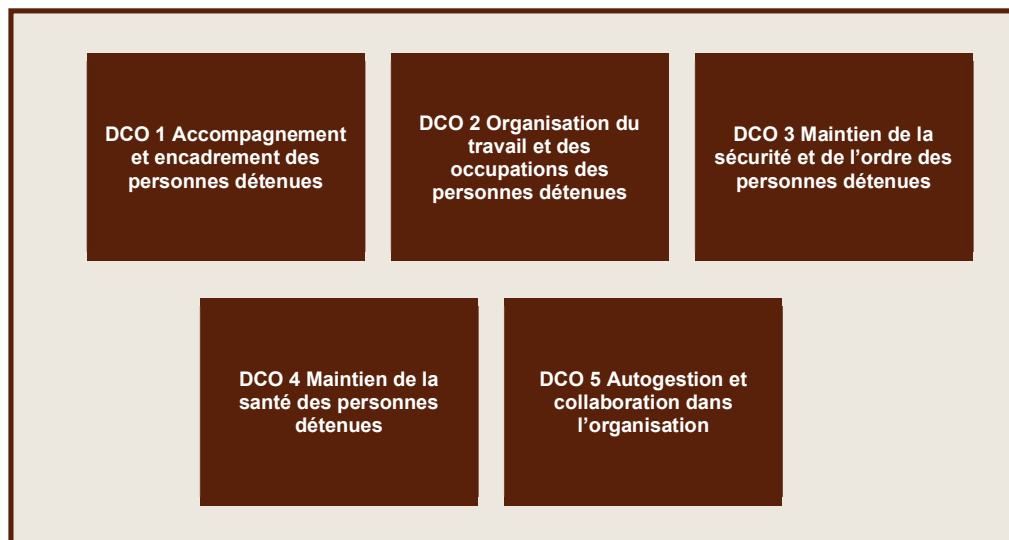 DCO 1 Accompagnement
et encadrement des
personnes détenues
DCO 2 Organisation du
travail et des
occupations des
personnes détenues
DCO 3 Maintien de la
sécurité et de l’ordre des
personnes détenues
DCO 4 Maintien de la
santé des personnes
détenues
DCO 5 Autogestion et
collaboration dans
l’organisation